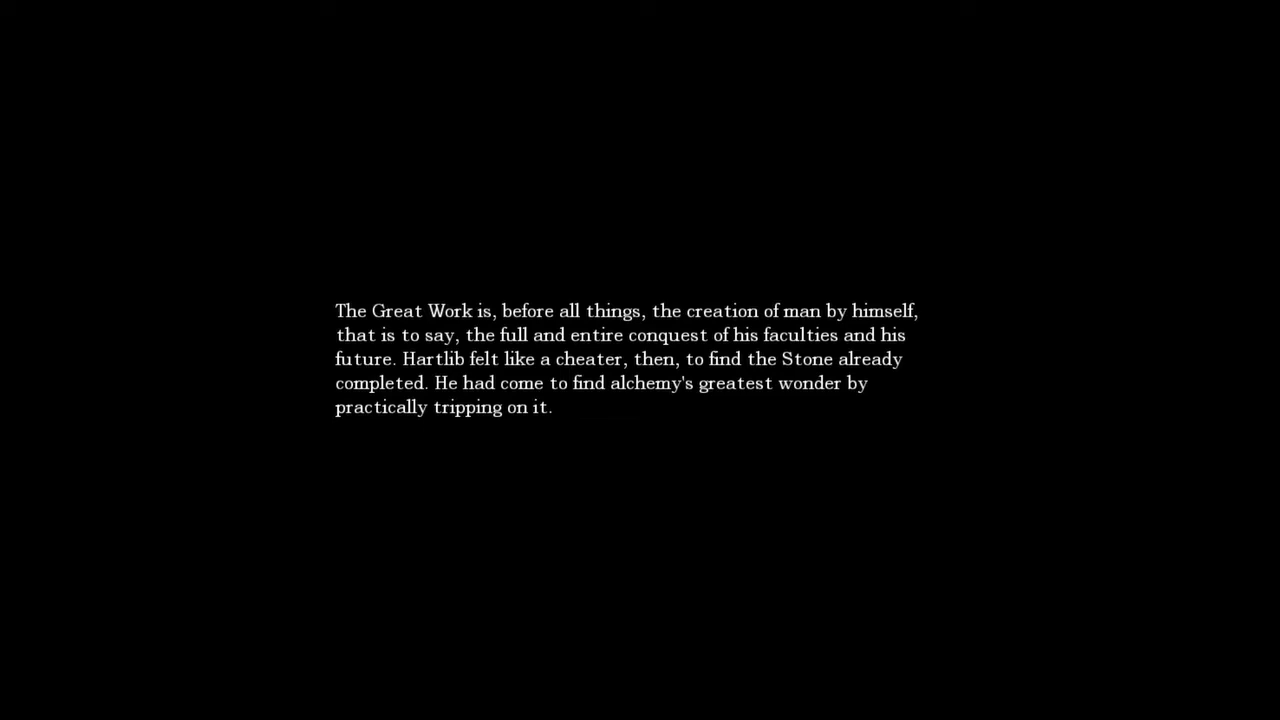 The Great Work is, before all things, the creation of man by himself,
that is to say, the full and entire conquest of his faculties and his
future. Hartlib felt like a cheater, then, to find the Stone already
completed. He had come to find alchemy's greatest wonder by
practically tripping on it.